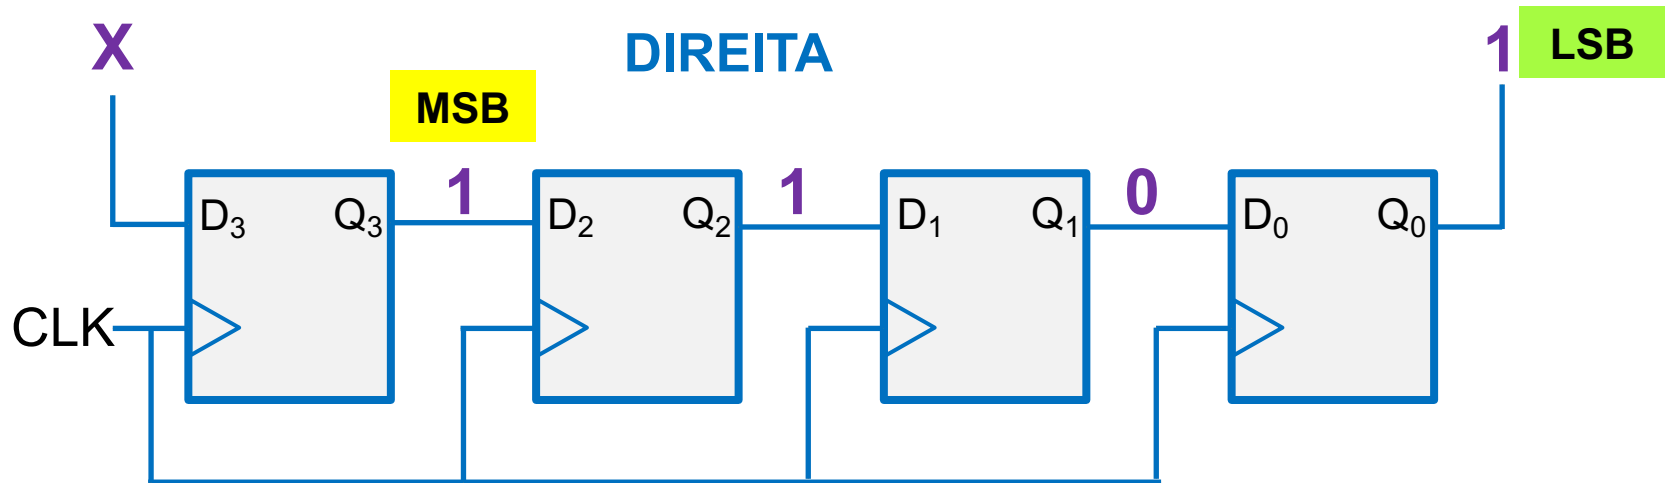 X
DIREITA
1 LSB
MSB
1 1 0
D₃ Q₃ D₂ Q₂ D₁ Q₁ D₀ Q₀
CLK